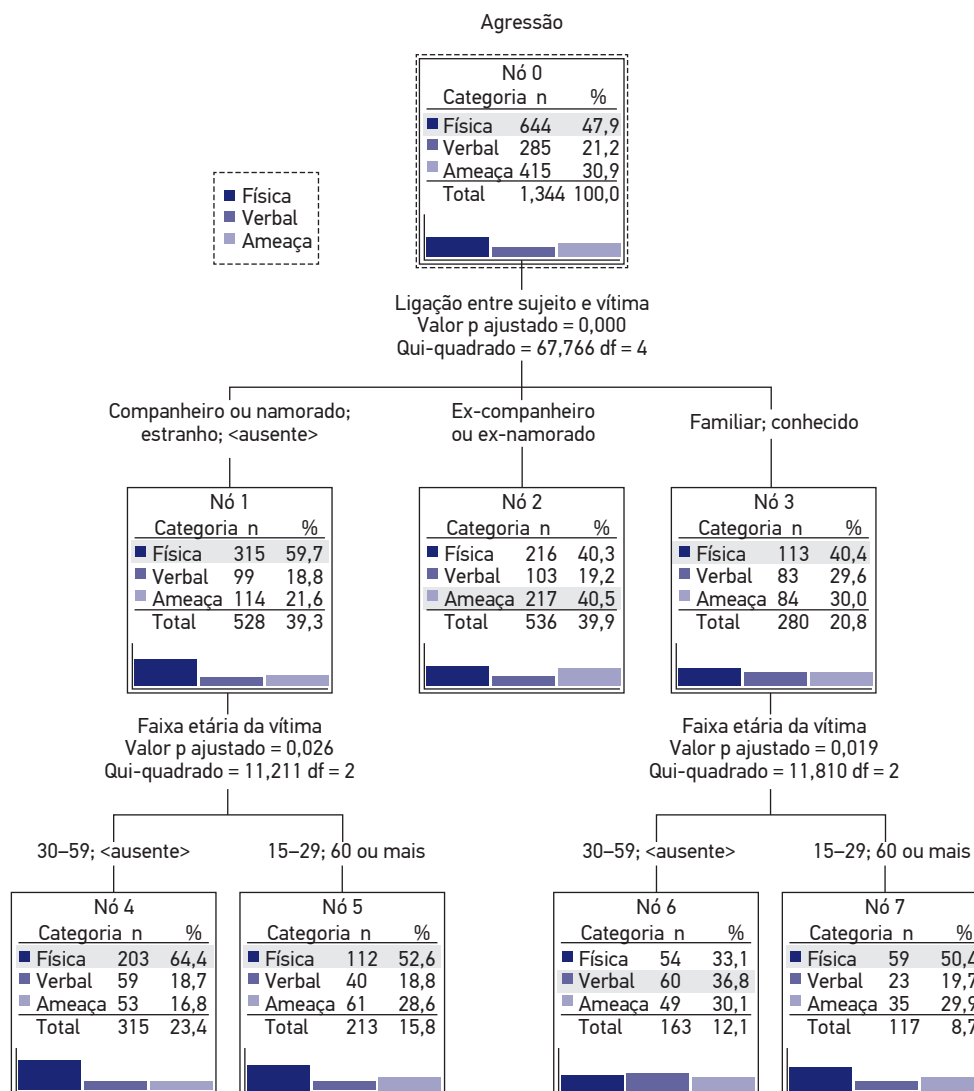 Agressão
Nó 0
Categoria n %
Física 644 47,9
Verbal 285 21,2
Ameaça 415 30,9
Total 1,344 100,0
Física
Verbal
Ameaça
Ligação entre sujeito e vítima
Valor p ajustado = 0,000
Qui-quadrado = 67,766 df = 4
Companheiro ou namorado;
estranho; <ausente>
Ex-companheiro
ou ex-namorado
Familiar; conhecido
Nó 1
Categoria n %
Física 315 59,7
Verbal 99 18,8
Ameaça 114 21,6
Total 528 39,3
Nó 2
Categoria n %
Física 216 40,3
Verbal 103 19,2
Ameaça 217 40,5
Total 536 39,9
Nó 3
Categoria n %
Física 113 40,4
Verbal 83 29,6
Ameaça 84 30,0
Total 280 20,8
Faixa etária da vítima
Valor p ajustado = 0,026
Qui-quadrado = 11,211 df = 2
Faixa etária da vítima
Valor p ajustado = 0,019
Qui-quadrado = 11,810 df = 2
30–59; <ausente>
15–29; 60 ou mais
30–59; <ausente>
15–29; 60 ou mais
Nó 4
Categoria n %
Física 203 64,4
Verbal 59 18,7
Ameaça 53 16,8
Total 315 23,4
Nó 5
Categoria n %
Física 112 52,6
Verbal 40 18,8
Ameaça 61 28,6
Total 213 15,8
Nó 6
Categoria n %
Física 54 33,1
Verbal 60 36,8
Ameaça 49 30,1
Total 163 12,1
Nó 7
Categoria n %
Física 59 50,4
Verbal 23 19,7
Ameaça 35 29,9
Total 117 8,7